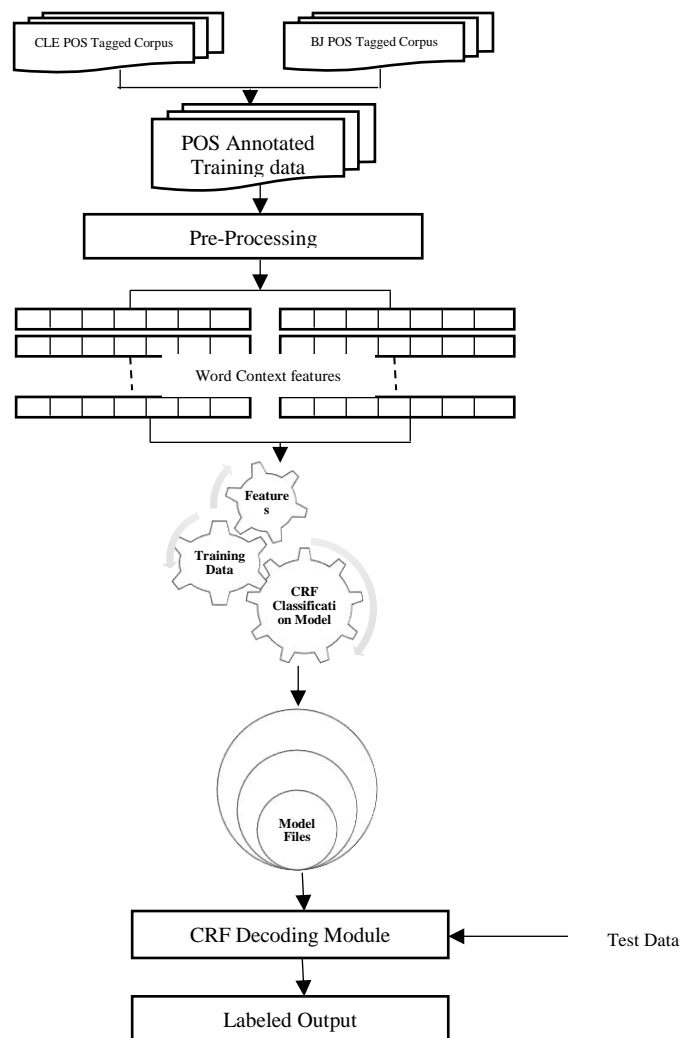 CLE POS Tagged Corpus
BJ POS Tagged Corpus
POS Annotated
Training data
Pre-Processing
Word Context features
Feature
s
Training
Data
CRF
Classificati
on Model
Model
Files
CRF Decoding Module
Test Data
Labeled Output